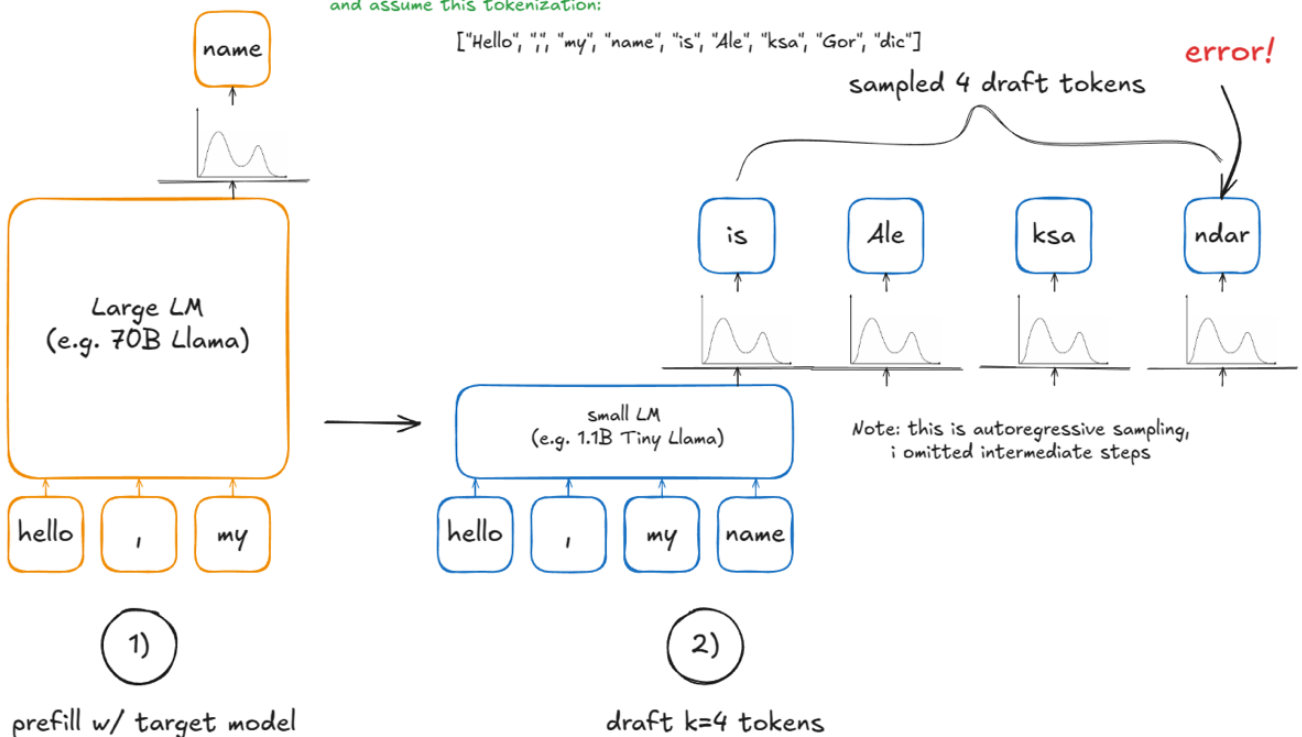 and assume this tokenization:
["Hello", ",", "my", "name", "is", "Ale", "ksa", "Gor", "dic"]
name
error!
sampled 4 draft tokens
is
Ale
ksa
ndar
Large LM
(e.g. 70B Llama)
small LM
(e.g. 1.1B Tiny Llama)
Note: this is autoregressive sampling,
i omitted intermediate steps
hello
,
my
hello
,
my
name
1)
2)
prefill w/ target model
draft k=4 tokens